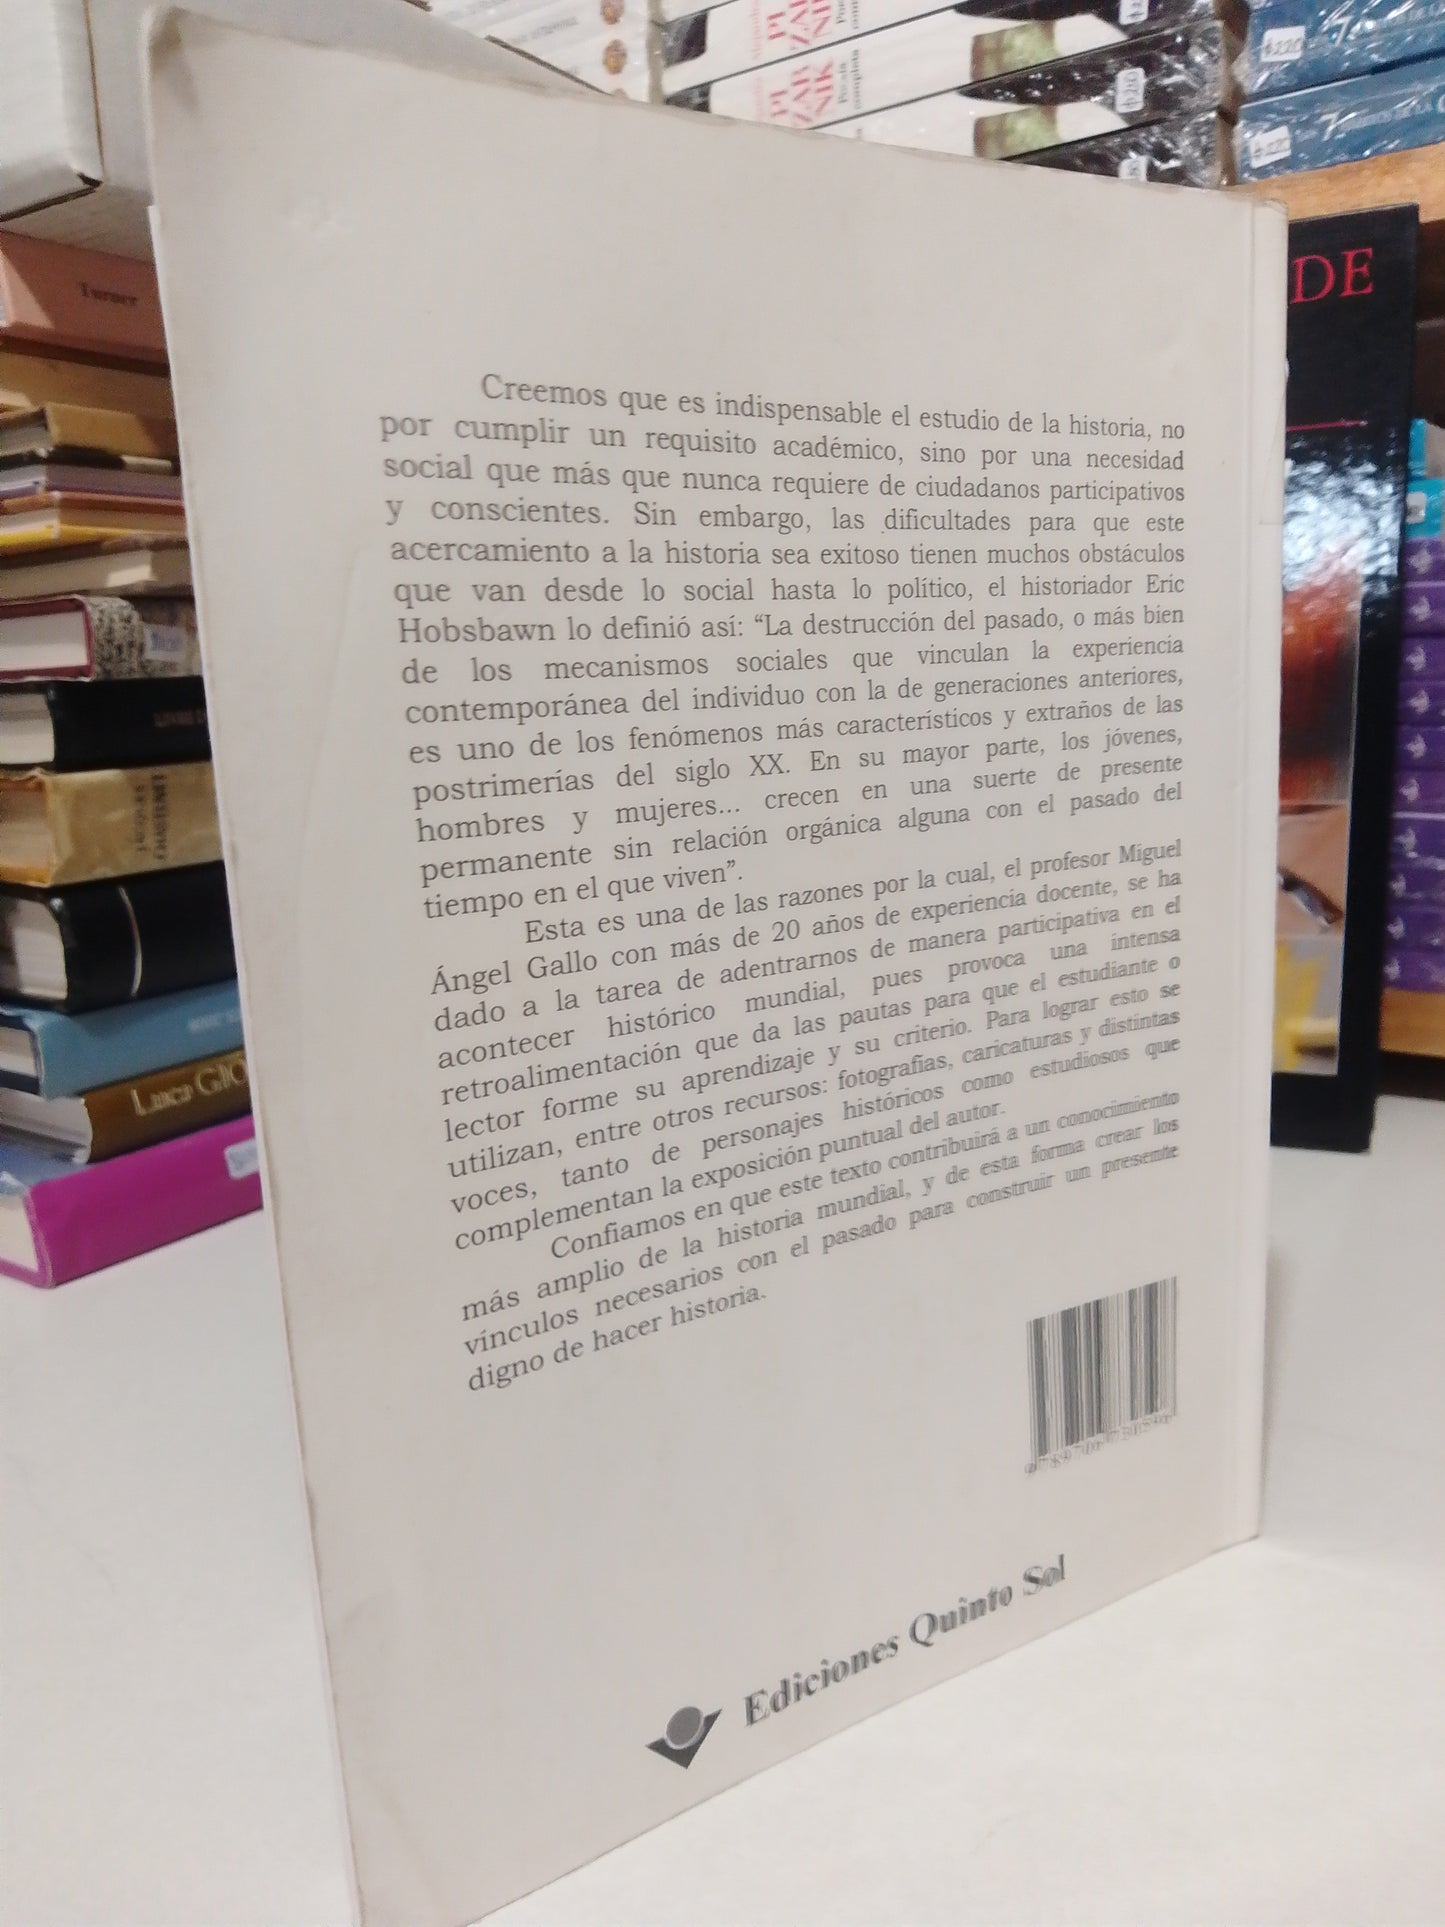 PI
ZAR
NIK
Poesía
completa
$220
$220
DE
Turner
JACQUES
CHASTENET
Creemos que es indispensable el estudio de la historia, no
por cumplir un requisito académico, sino por una necesidad
social que más que nunca requiere de ciudadanos participativos
y conscientes. Sin embargo, las dificultades para que este
acercamiento a la historia sea exitoso tienen muchos obstáculos
que van desde lo social hasta lo político, el historiador Eric
Hobsbawn lo definió así: “La destrucción del pasado, o más bien
de los mecanismos sociales que vinculan la experiencia
contemporánea del individuo con la de generaciones anteriores,
es uno de los fenómenos más característicos y extraños de las
postrimerías del siglo XX. En su mayor parte, los jóvenes,
hombres y mujeres... crecen en una suerte de presente
permanente sin relación orgánica alguna con el pasado del
tiempo en el que viven”.
Esta es una de las razones por la cual, el profesor Miguel
Ángel Gallo con más de 20 años de experiencia docente, se ha
dado a la tarea de adentrarnos de manera participativa en el
acontecer histórico mundial, pues provoca una intensa
retroalimentación que da las pautas para que el estudiante o
lector forme su aprendizaje y su criterio. Para lograr esto se
utilizan, entre otros recursos: fotografías, caricaturas y distintas
voces, tanto de personajes históricos como estudiosos que
complementan la exposición puntual del autor.
Confiamos en que este texto contribuirá a un conocimiento
más amplio de la historia mundial, y de esta forma crear los
vínculos necesarios con el pasado para construir un presente
digno de hacer historia.
Ediciones Quinto Sol